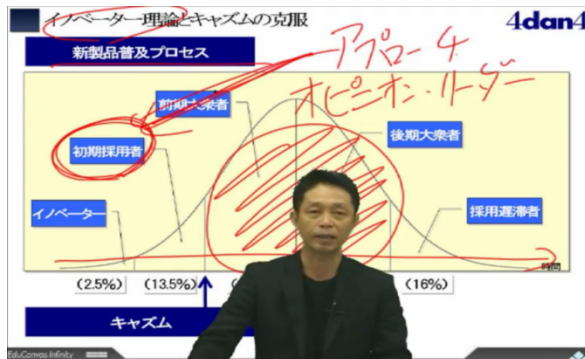 イノベーター理論とキャズムの克服
4dan4
新製品普及プロセス
アプローチ
オピニオン・リーダー
前期大衆者
初期採用者
後期大衆者
イノベーター
採用遅滞者
時間
(2.5%) (13.5%) (16%)
キャズム
EduCanvas Infinity